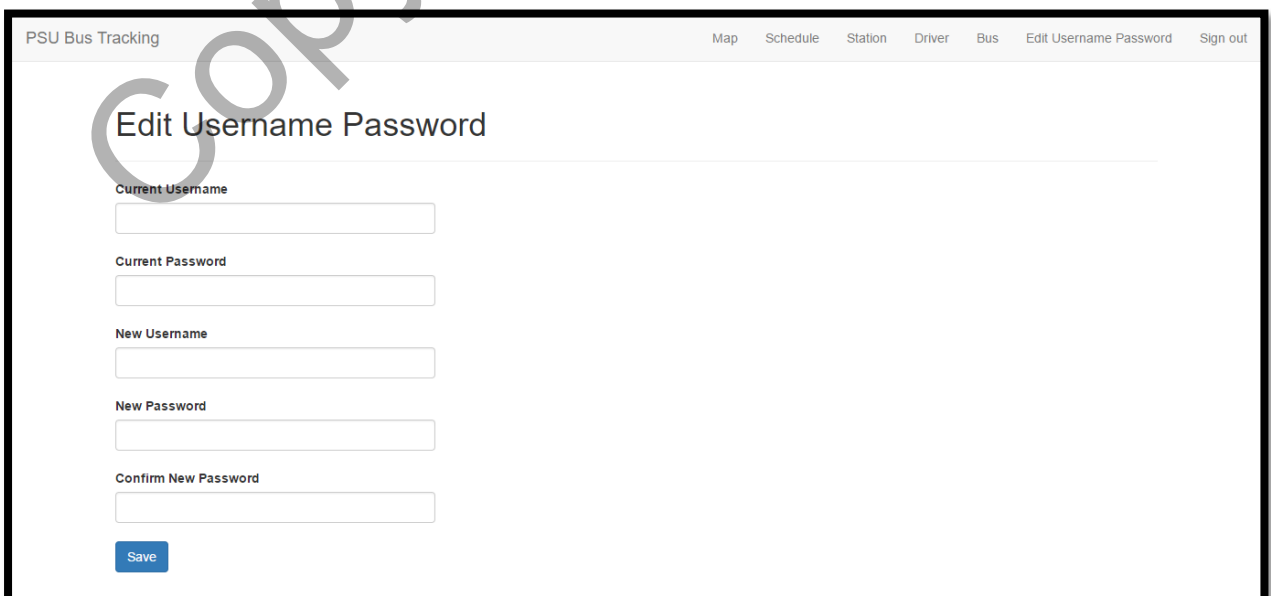 PSU Bus Tracking Map Schedule Station Driver Bus Edit Username Password Sign out
Edit Username Password
Current Username
Current Password
New Username
New Password
Confirm New Password
Save